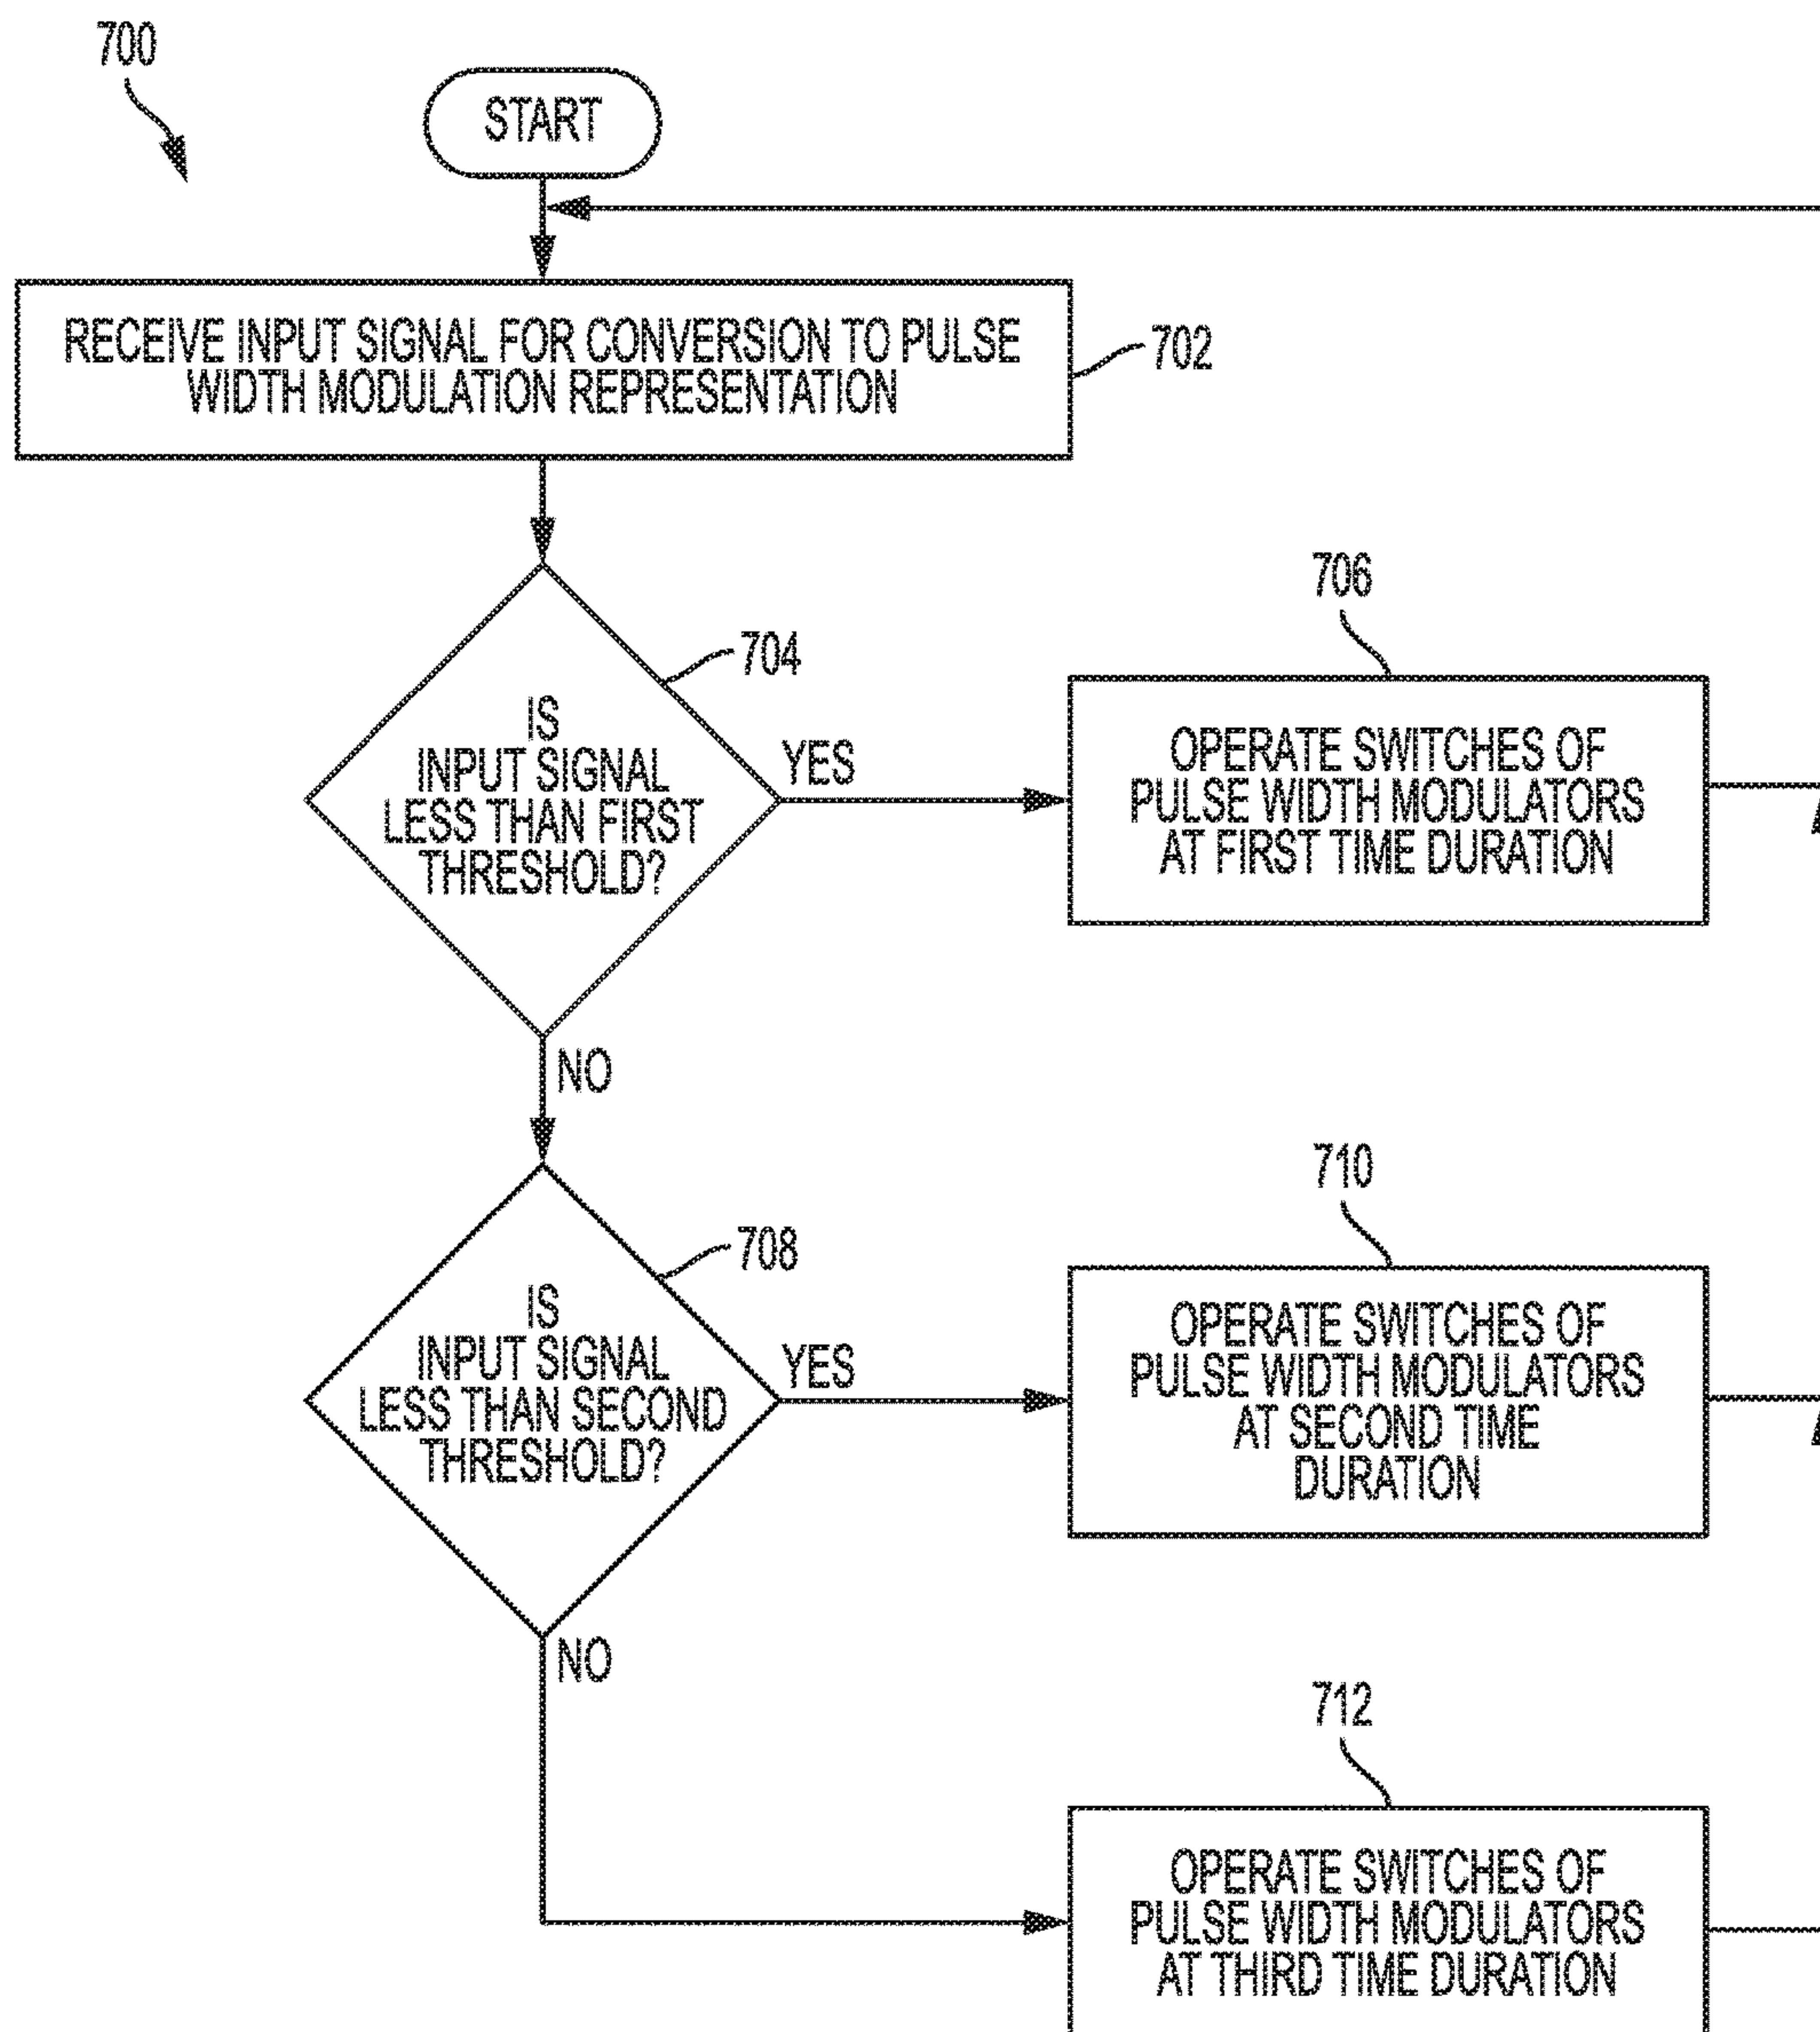 700
START
RECEIVE INPUT SIGNAL FOR CONVERSION TO PULSE
WIDTH MODULATION REPRESENTATION
702
704
IS
INPUT SIGNAL
LESS THAN FIRST
THRESHOLD?
YES
706
OPERATE SWITCHES OF
PULSE WIDTH MODULATORS
AT FIRST TIME DURATION
NO
708
IS
INPUT SIGNAL
LESS THAN SECOND
THRESHOLD?
YES
710
OPERATE SWITCHES OF
PULSE WIDTH MODULATORS
AT SECOND TIME
DURATION
NO
712
OPERATE SWITCHES OF
PULSE WIDTH MODULATORS
AT THIRD TIME DURATION